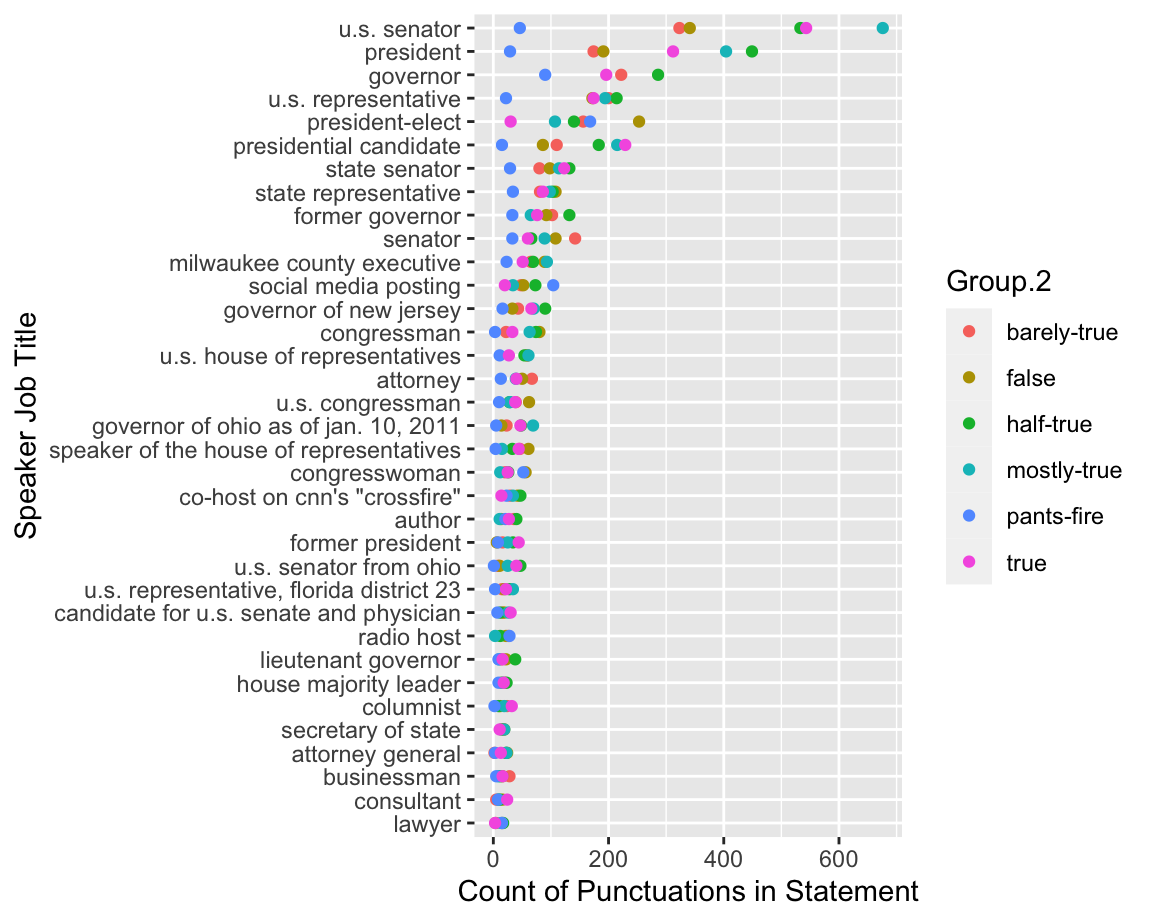 u.s. senator
president
governor
u.s. representative
president-elect
presidential candidate
state senator
state representative
former governor
senator
milwaukee county executive
social media posting
governor of new jersey
congressman
u.s. house of representatives
attorney
u.s. congressman
governor of ohio as of jan. 10, 2011
speaker of the house of representatives
congresswoman
co-host on cnn's "crossfire"
author
former president
u.s. senator from ohio
u.s. representative, florida district 23
candidate for u.s. senate and physician
radio host
lieutenant governor
house majority leader
columnist
secretary of state
attorney general
businessman
consultant
lawyer
Speaker Job Title
0 200 400 600
Count of Punctuations in Statement
Group.2
barely-true
false
half-true
mostly-true
pants-fire
true